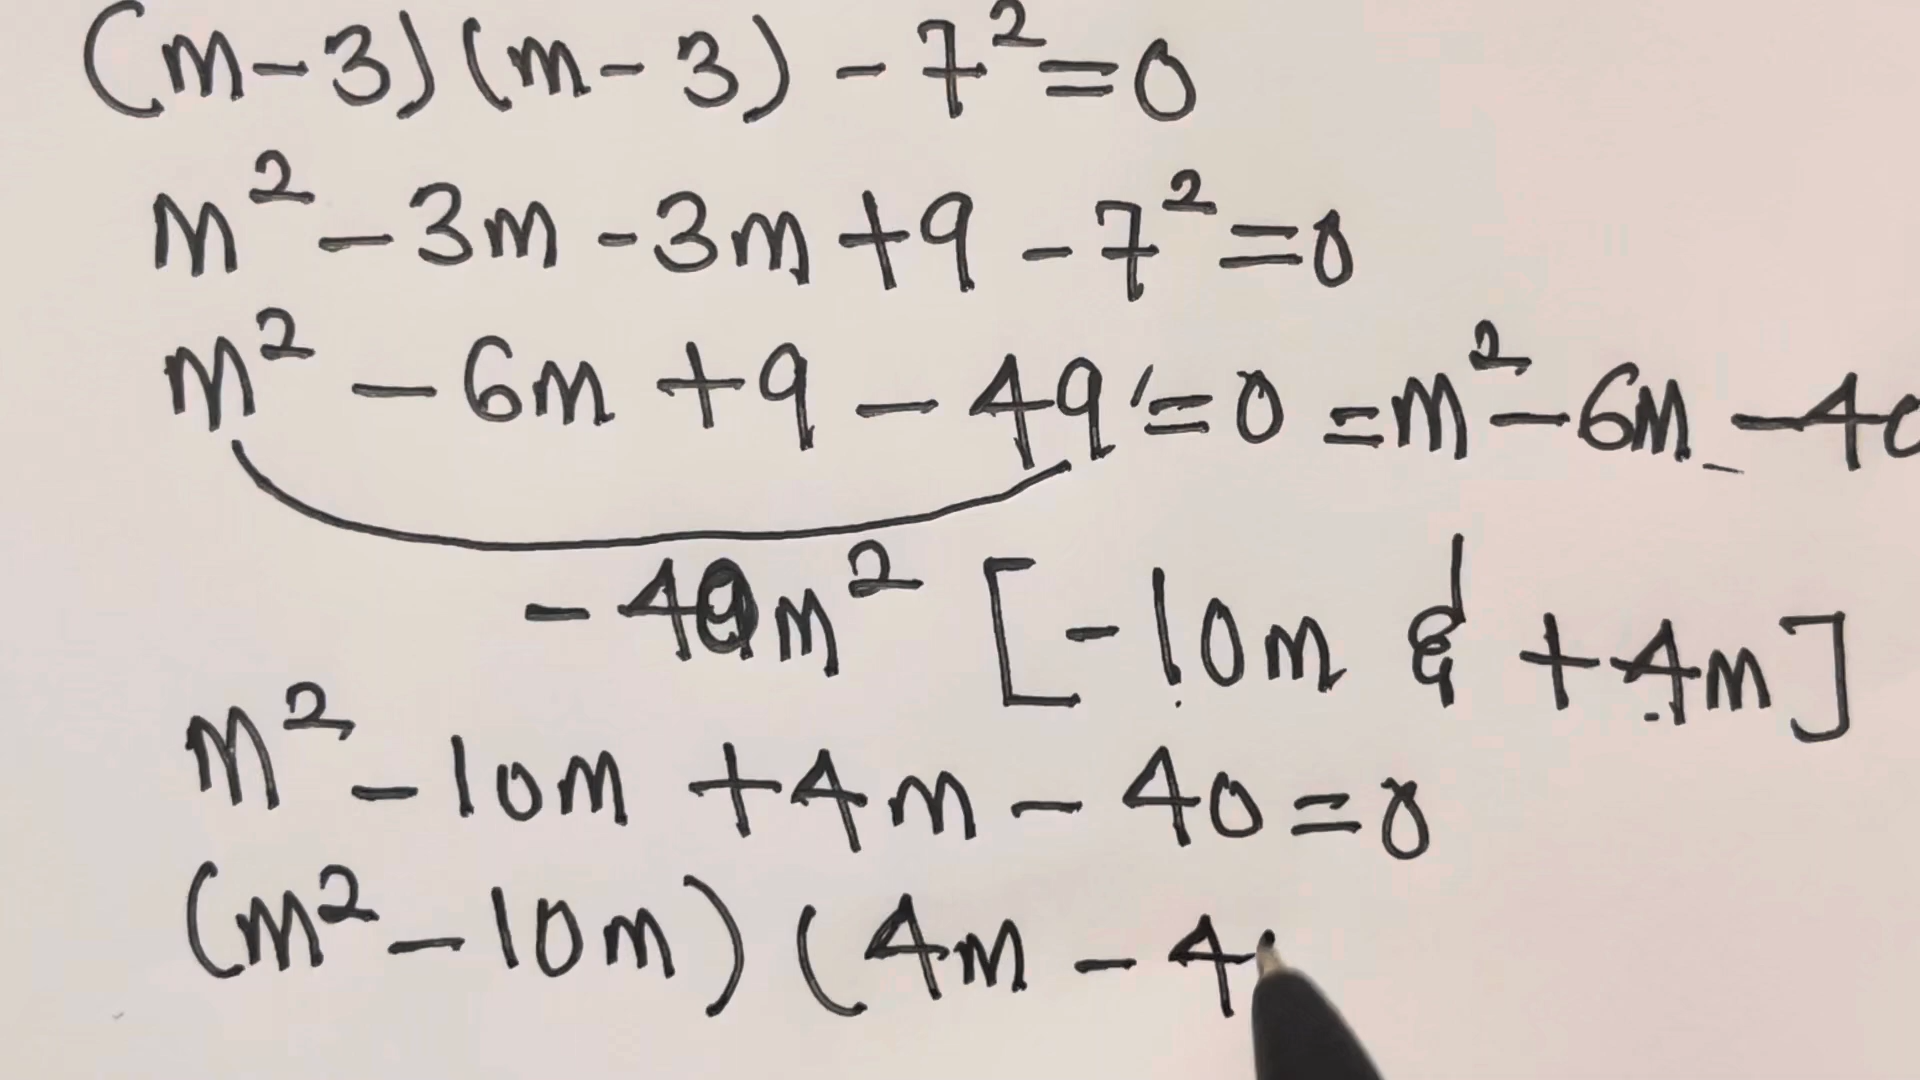 (m-3)(m-3) - 7²=0
m² - 3m - 3m + 9 - 7² = 0
m² - 6m + 9 - 49 = 0 = m² - 6m - 40
- 40m² [-10m & +4m]
m² - 10m + 4m - 40 = 0
(m² - 10m) (4m - 4